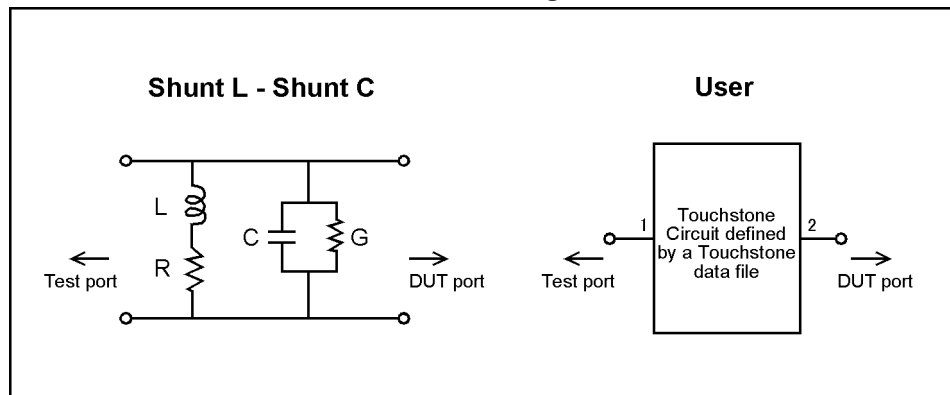 Shunt L - Shunt C
L
R
C
G
Test port
DUT port
User
1
Touchstone
Circuit defined
by a Touchstone
data file
2
Test port
DUT port